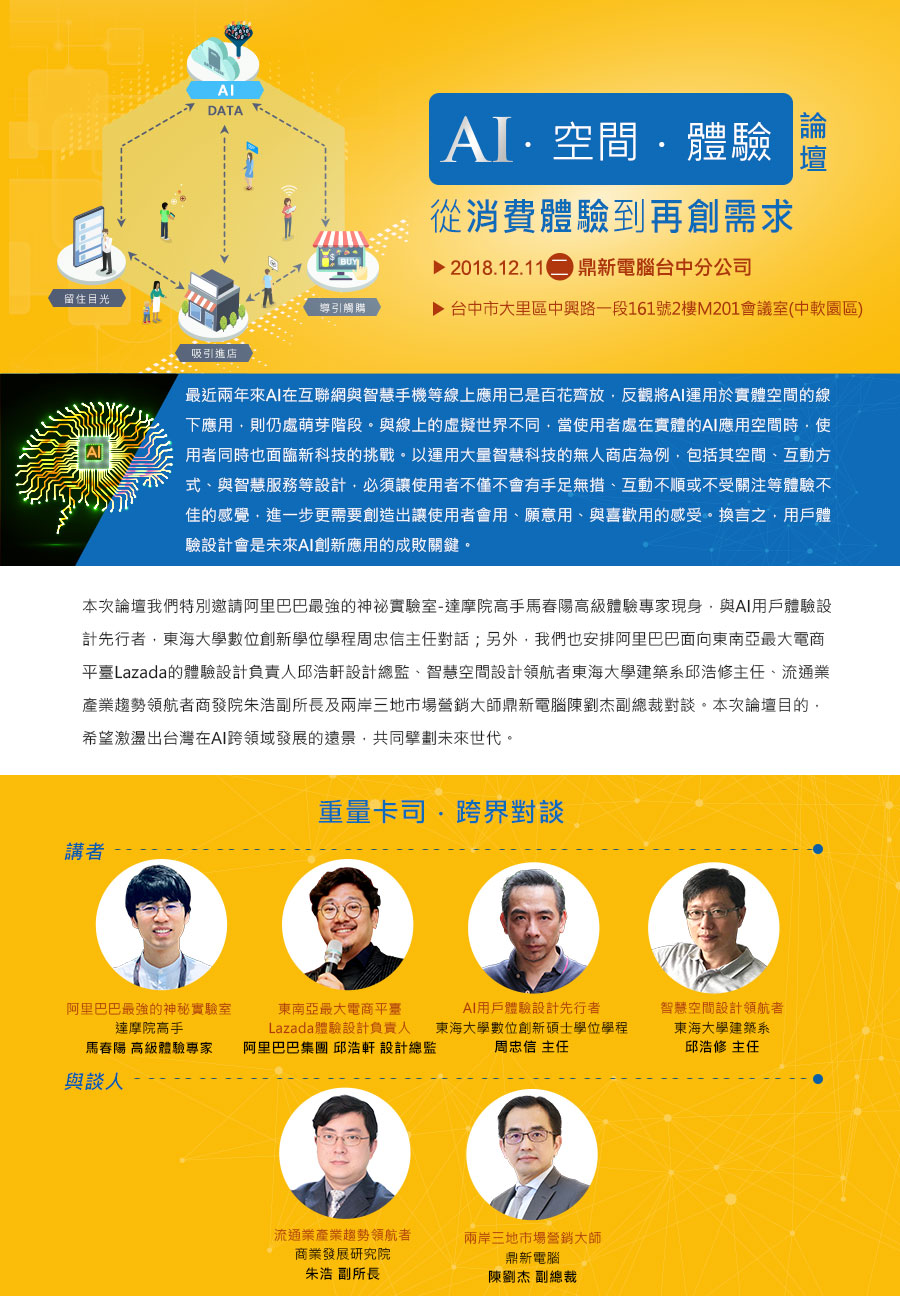 AI
DATA
留住目光
BUY
導引觸購
吸引進店
AI．空間．體驗
論壇
從消費體驗到再創需求
▶ 2018.12.11 二 鼎新電腦台中分公司
▶ 台中市大里區中興路一段161號2樓M201會議室(中軟園區)
AI
最近兩年來AI在互聯網與智慧手機等線上應用已是百花齊放，反觀將AI運用於實體空間的線
下應用，則仍處萌芽階段。與線上的虛擬世界不同，當使用者處在實體的AI應用空間時，使
用者同時也面臨新科技的挑戰。以運用大量智慧科技的無人商店為例，包括其空間、互動方
式、與智慧服務等設計，必須讓使用者不僅不會有手足無措、互動不順或不受關注等體驗不
佳的感覺，進一步更需要創造出讓使用者會用、願意用、與喜歡用的感受。換言之，用戶體
驗設計會是未來AI創新應用的成敗關鍵。
本次論壇我們特別邀請阿里巴巴最強的神祕實驗室-達摩院高手馬春陽高級體驗專家現身，與AI用戶體驗設
計先行者，東海大學數位創新學位學程周忠信主任對話；另外，我們也安排阿里巴巴面向東南亞最大電商
平臺Lazada的體驗設計負責人邱浩軒設計總監、智慧空間設計領航者東海大學建築系邱浩修主任、流通業
產業趨勢領航者商發院朱浩副所長及兩岸三地市場營銷大師鼎新電腦陳劉杰副總裁對談。本次論壇目的，
希望激盪出台灣在AI跨領域發展的遠景，共同擘劃未來世代。
重量卡司．跨界對談
講者
阿里巴巴最強的神秘實驗室
達摩院高手
馬春陽 高級體驗專家
東南亞最大電商平臺
Lazada體驗設計負責人
阿里巴巴集團 邱浩軒 設計總監
AI用戶體驗設計先行者
東海大學數位創新碩士學位學程
周忠信 主任
智慧空間設計領航者
東海大學建築系
邱浩修 主任
與談人
流通業產業趨勢領航者
商業發展研究院
朱浩 副所長
兩岸三地市場營銷大師
鼎新電腦
陳劉杰 副總裁